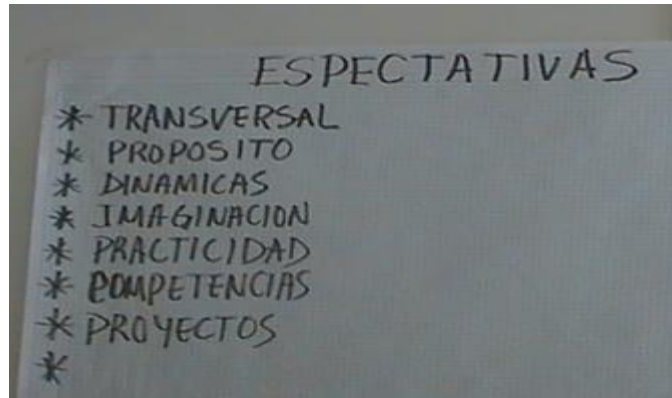 ESPECTATIVAS
* TRANSVERSAL
* PROPOSITO
* DINAMICAS
* IMAGINACION
* PRACTICIDAD
* COMPETENCIAS
* PROYECTOS
*